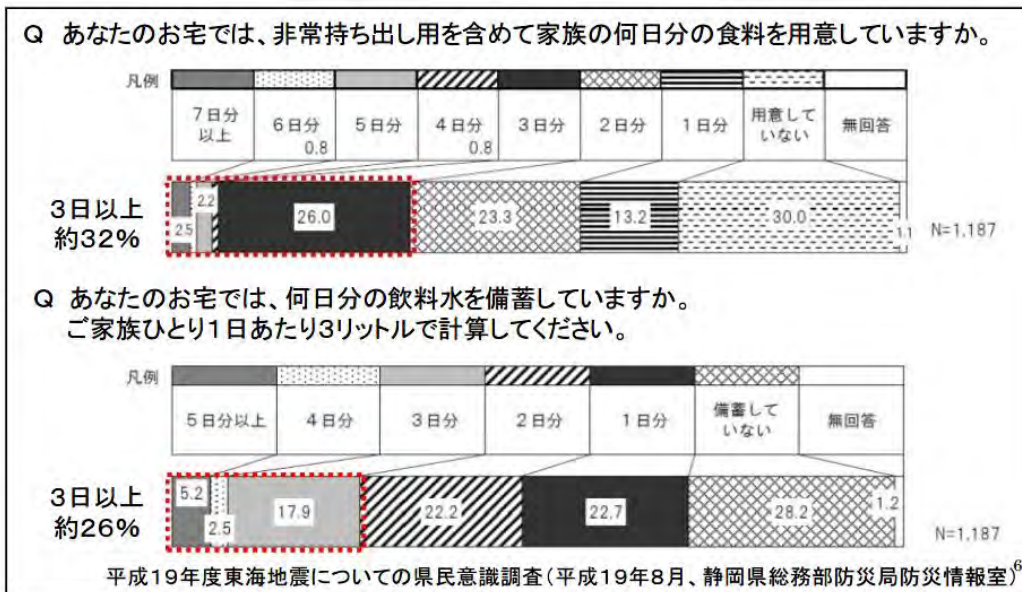 Q あなたのお宅では、非常持ち出し用を含めて家族の何日分の食料を用意していますか。
凡例
7日分以上
6日分
0.8
5日分
4日分
0.8
3日分
2日分
1日分
用意していない
無回答
3日以上
約32%
2.5
2.2
26.0
23.3
13.2
30.0
1.1
N=1,187
Q あなたのお宅では、何日分の飲料水を備蓄していますか。
ご家族ひとり1日あたり3リットルで計算してください。
凡例
5日分以上
4日分
3日分
2日分
1日分
備蓄していない
無回答
3日以上
約26%
5.2
2.5
17.9
22.2
22.7
28.2
1.2
N=1,187
平成19年度東海地震についての県民意識調査(平成19年8月、静岡県総務部防災局防災情報室)
6